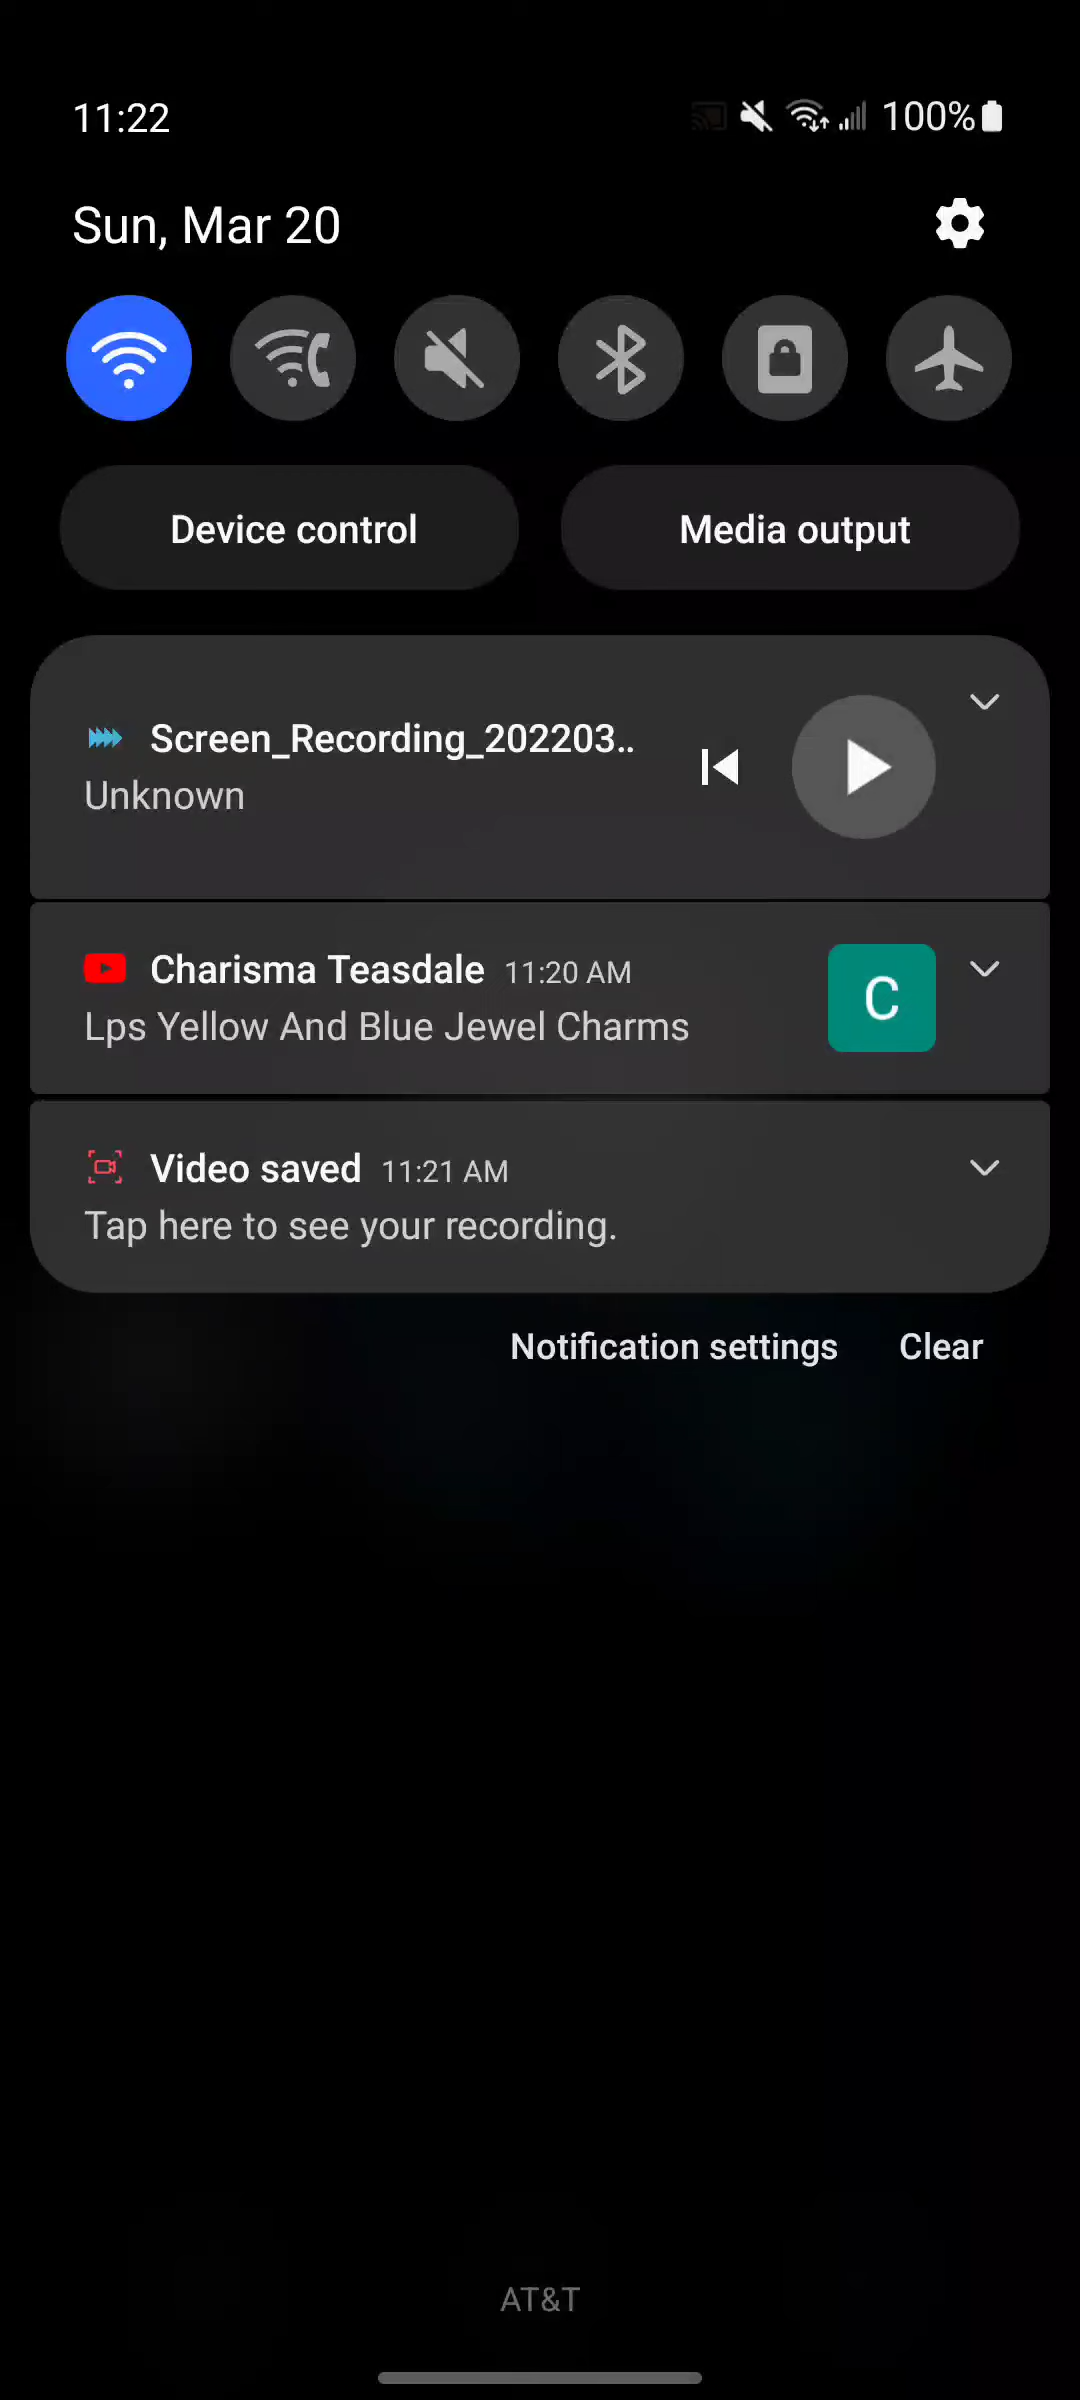 11:22
100%
Sun, Mar 20
Device control
Media output
Screen_Recording_202203..
Unknown
Charisma Teasdale 11:20 AM
Lps Yellow And Blue Jewel Charms
C
Video saved 11:21 AM
Tap here to see your recording.
Notification settings
Clear
AT&T